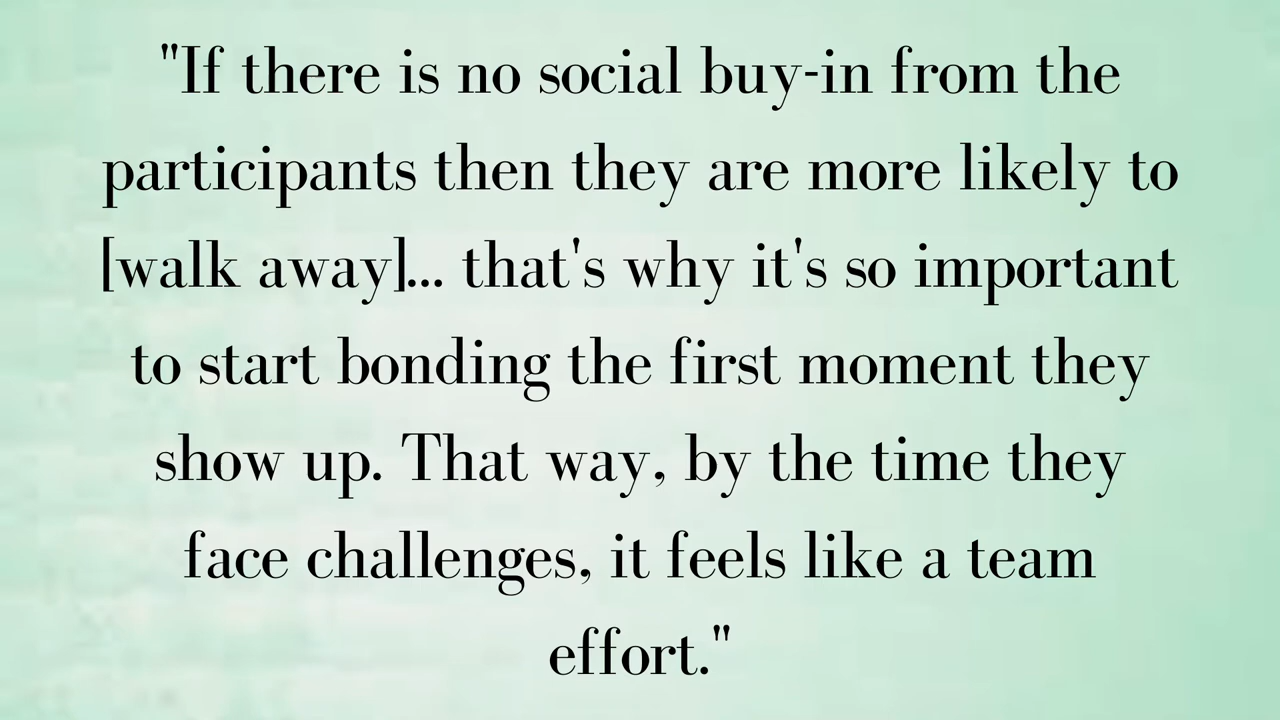 "If there is no social buy-in from the
participants then they are more likely to
[walk away]... that's why it's so important
to start bonding the first moment they
show up. That way, by the time they
face challenges, it feels like a team
effort."